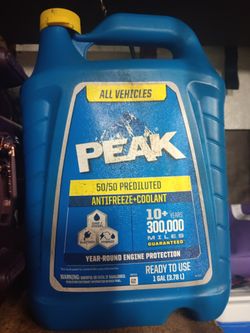 ALL VEHICLES
PEAK
50/50 PREDILUTED
ANTIFREEZE+COOLANT
10+ YEARS
300,000
MILES
GUARANTEED
YEAR-ROUND ENGINE PROTECTION
READY TO USE
1 GAL (3.78 L)
WARNING: